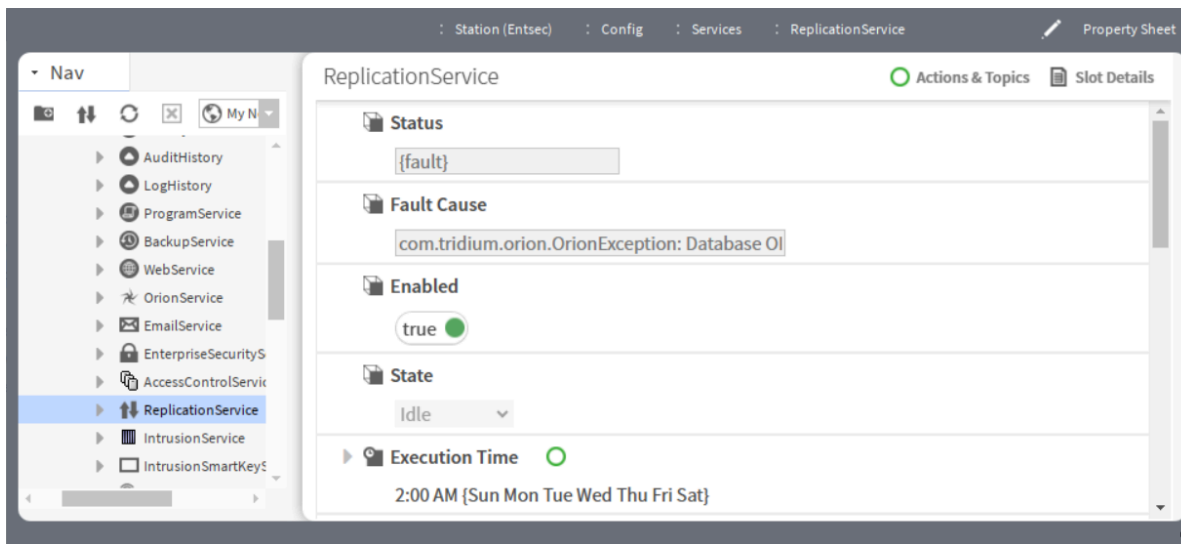 : Station (Entsec) : Config : Services : ReplicationService Property Sheet
Nav
My N
AuditHistory
LogHistory
ProgramService
BackupService
WebService
OrionService
EmailService
EnterpriseSecurityS
AccessControlServic
ReplicationService
IntrusionService
IntrusionSmartKeyS
ReplicationService
Actions & Topics Slot Details
Status
{fault}
Fault Cause
com.tridium.orion.OrionException: Database OI
Enabled
true
State
Idle
Execution Time
2:00 AM {Sun Mon Tue Wed Thu Fri Sat}